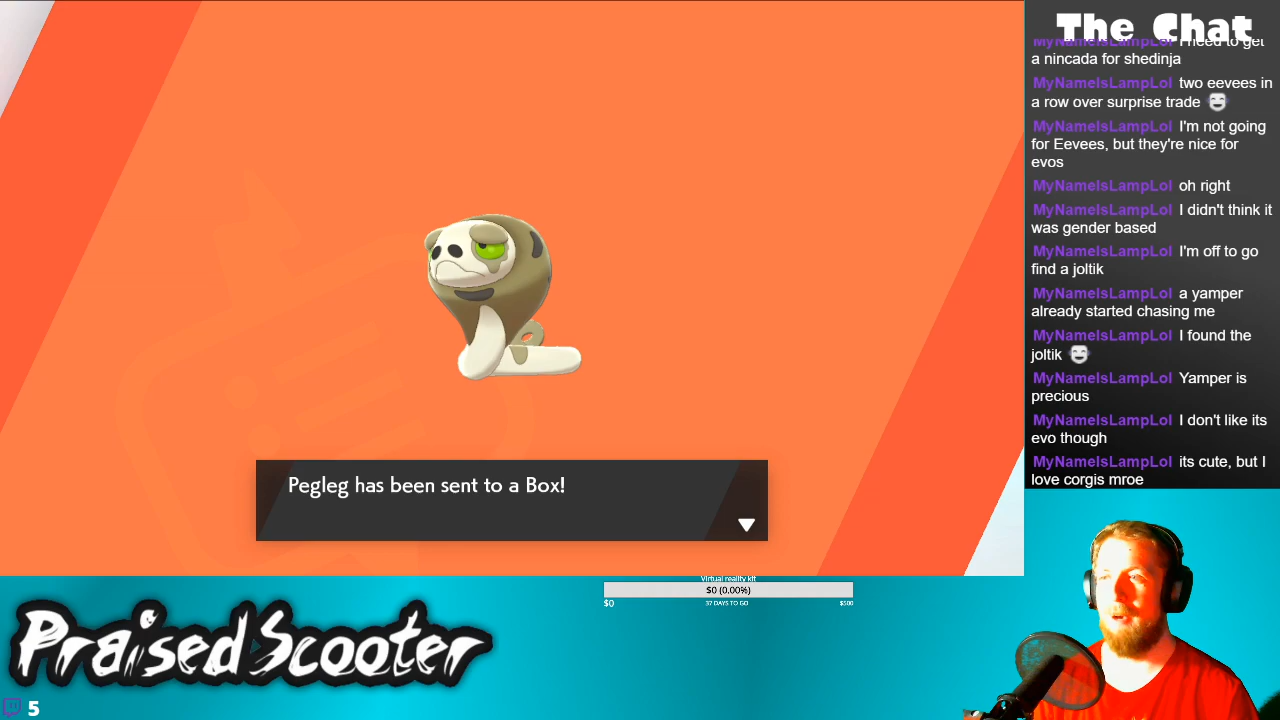 The Chat
MyNameIsLampLol I need to get
a nincada for shedinja
MyNameIsLampLol two eevees in
a row over surprise trade
MyNameIsLampLol I'm not going
for Eevees, but they're nice for
evos
MyNameIsLampLol oh right
MyNameIsLampLol I didn't think it
was gender based
MyNameIsLampLol I'm off to go
find a joltik
MyNameIsLampLol a yamper
already started chasing me
MyNameIsLampLol I found the
joltik
MyNameIsLampLol Yamper is
precious
MyNameIsLampLol I don't like its
evo though
MyNameIsLampLol its cute, but I
love corgis mroe
Pegleg has been sent to a Box!
Virtual reality kit
$0 (0.00%)
$0 37 DAYS TO GO $500
PraisedScooter
5